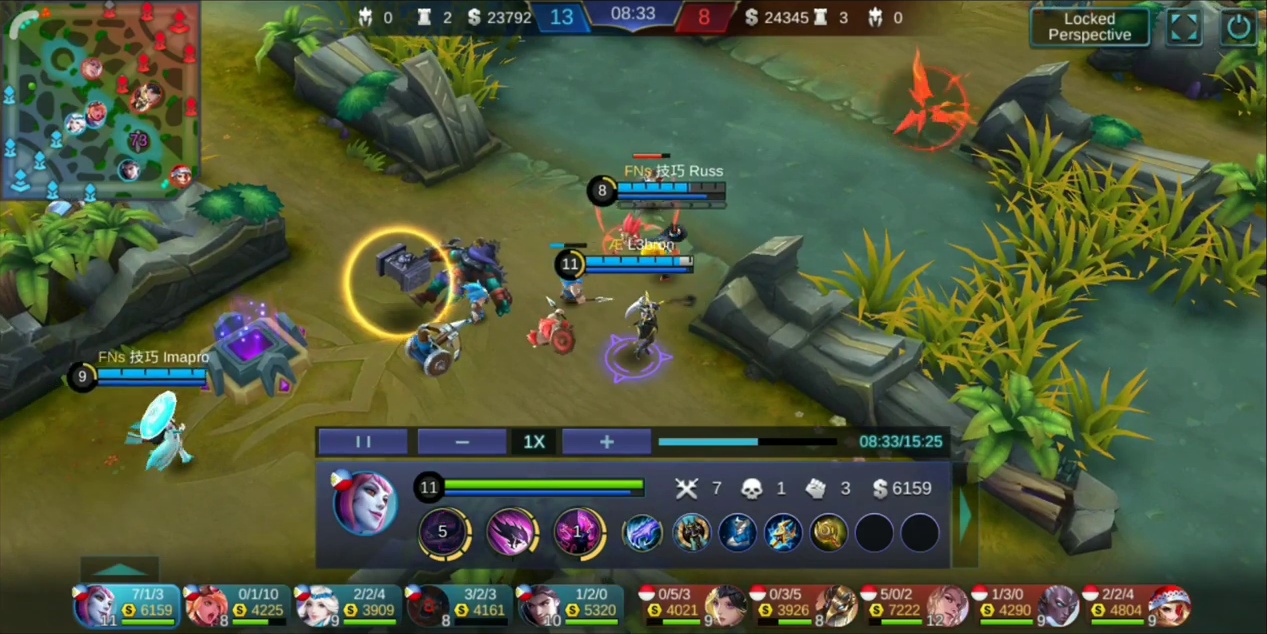 0 2 $ 23792 13 08:33 8 $ 24345 3 0
Locked
Perspective
73
FNs 技巧 Russ
8
Æ L3bron
11
FNs 技巧 Imapro
9
1X
08:33/15:25
11 7 1 3 $ 6159
5 1
7/1/3 0/1/10 2/2/4 3/2/3 1/2/0 0/5/3 0/3/5 5/0/2 1/3/0 2/2/4
$ 6159 $ 4225 $ 3909 $ 4161 $ 5320 $ 4021 $ 3926 $ 7222 $ 4290 $ 4804
11 8 9 8 10 9 8 12 9 9